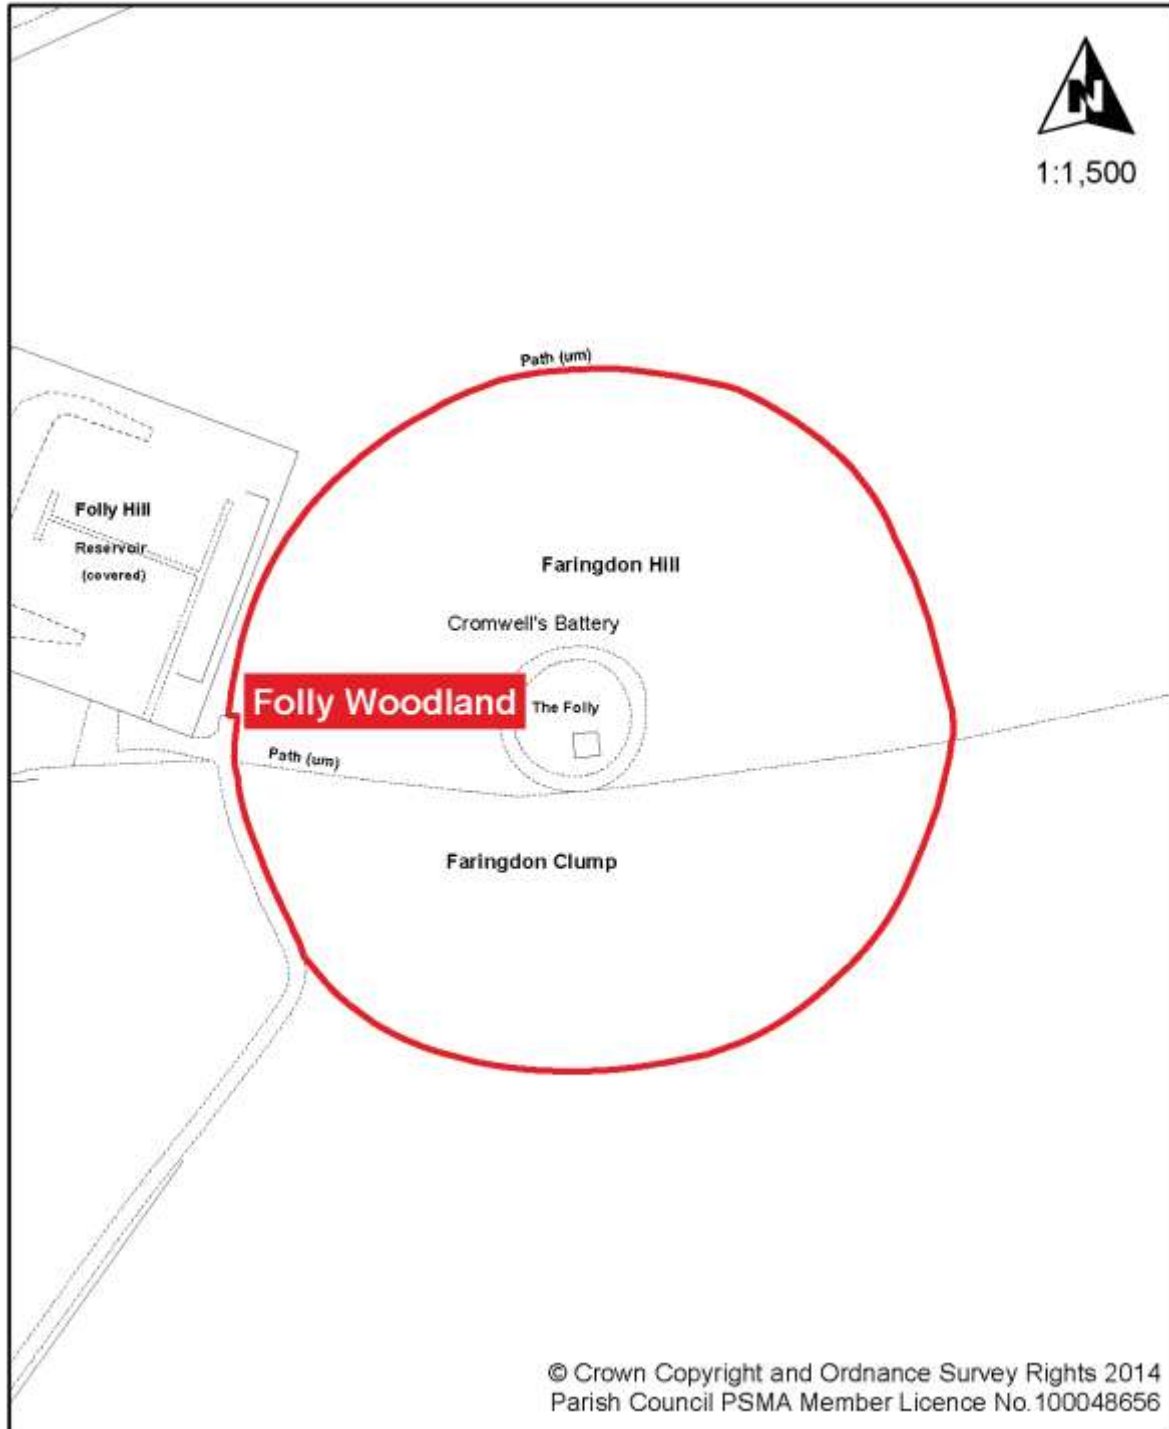 N
1:1,500
Path (um)
Folly Hill
Reservoir
(covered)
Faringdon Hill
Cromwell's Battery
Folly Woodland
The Folly
Path (um)
Faringdon Clump
© Crown Copyright and Ordnance Survey Rights 2014
Parish Council PSMA Member Licence No.100048656